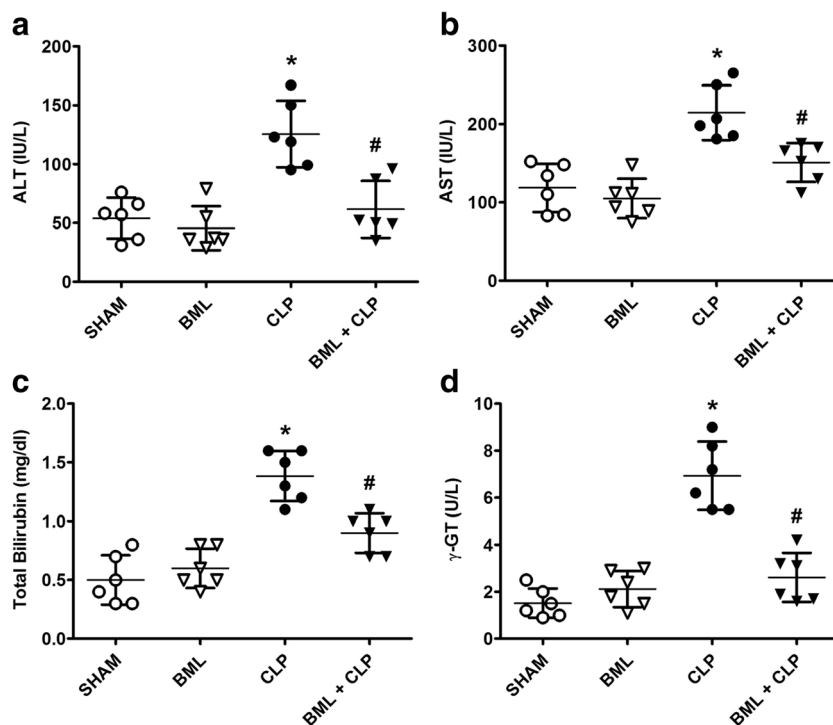 a
ALT (IU/L)
200
150
100
50
0
*
#
SHAM
BML
CLP
BML + CLP
b
AST (IU/L)
300
200
100
0
*
#
SHAM
BML
CLP
BML + CLP
c
Total Bilirubin (mg/dl)
2.0
1.5
1.0
0.5
0.0
*
#
SHAM
BML
CLP
BML + CLP
d
γ-GT (U/L)
10
8
6
4
2
0
*
#
SHAM
BML
CLP
BML + CLP